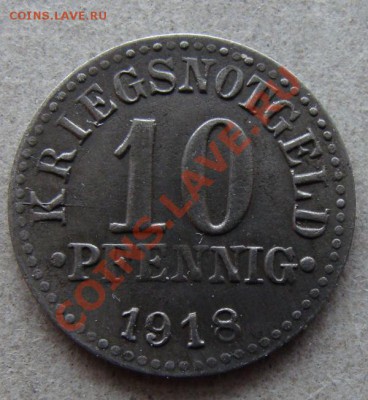 COINS.LAVE.RU
KRIEGSNOTGELD
10
·PFENNIG·
1918
COINS.LAVE.RU